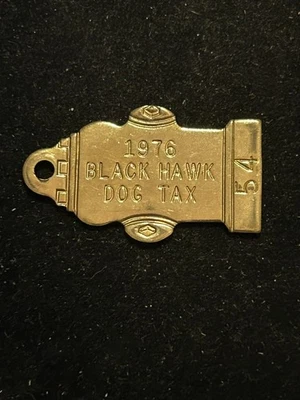 1976
BLACK HAWK
DOG TAX
54